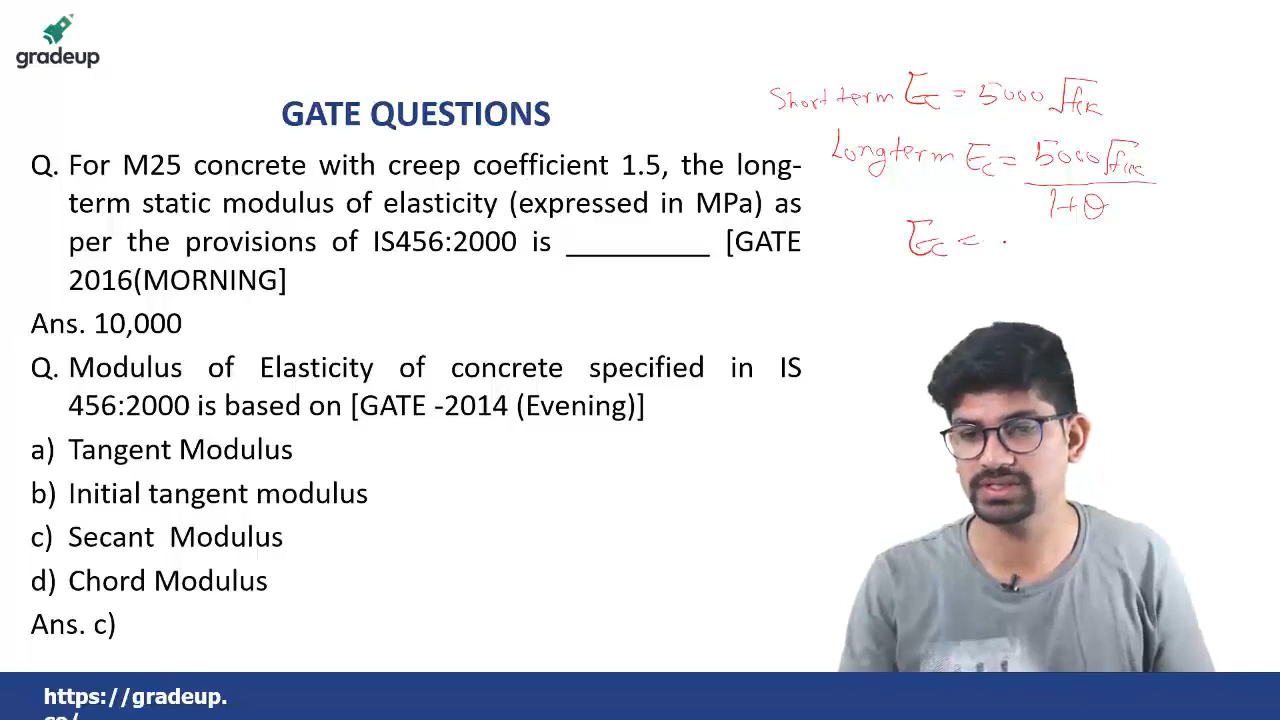 gradeup
GATE QUESTIONS
Short term Ec = 5000 √fck
Long term Ec = 5000√fck
1+θ
Ec = .
Q. For M25 concrete with creep coefficient 1.5, the long-
term static modulus of elasticity (expressed in MPa) as
per the provisions of IS456:2000 is _________ [GATE
2016(MORNING]
Ans. 10,000
Q. Modulus of Elasticity of concrete specified in IS
456:2000 is based on [GATE -2014 (Evening)]
a) Tangent Modulus
b) Initial tangent modulus
c) Secant Modulus
d) Chord Modulus
Ans. c)
https://gradeup.
co/